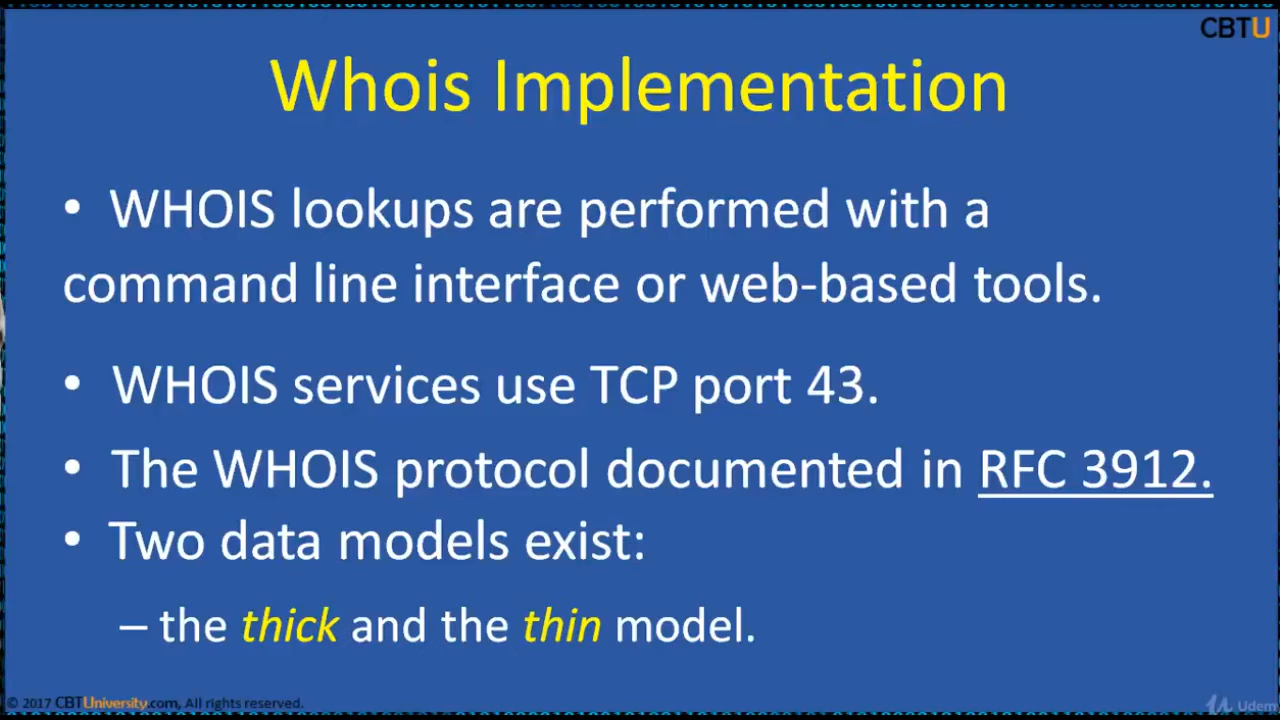 CBTU
Whois Implementation
• WHOIS lookups are performed with a
command line interface or web-based tools.
• WHOIS services use TCP port 43.
• The WHOIS protocol documented in RFC 3912.
• Two data models exist:
– the thick and the thin model.
© 2017 CBTUniversity.com, All rights reserved.
Udem